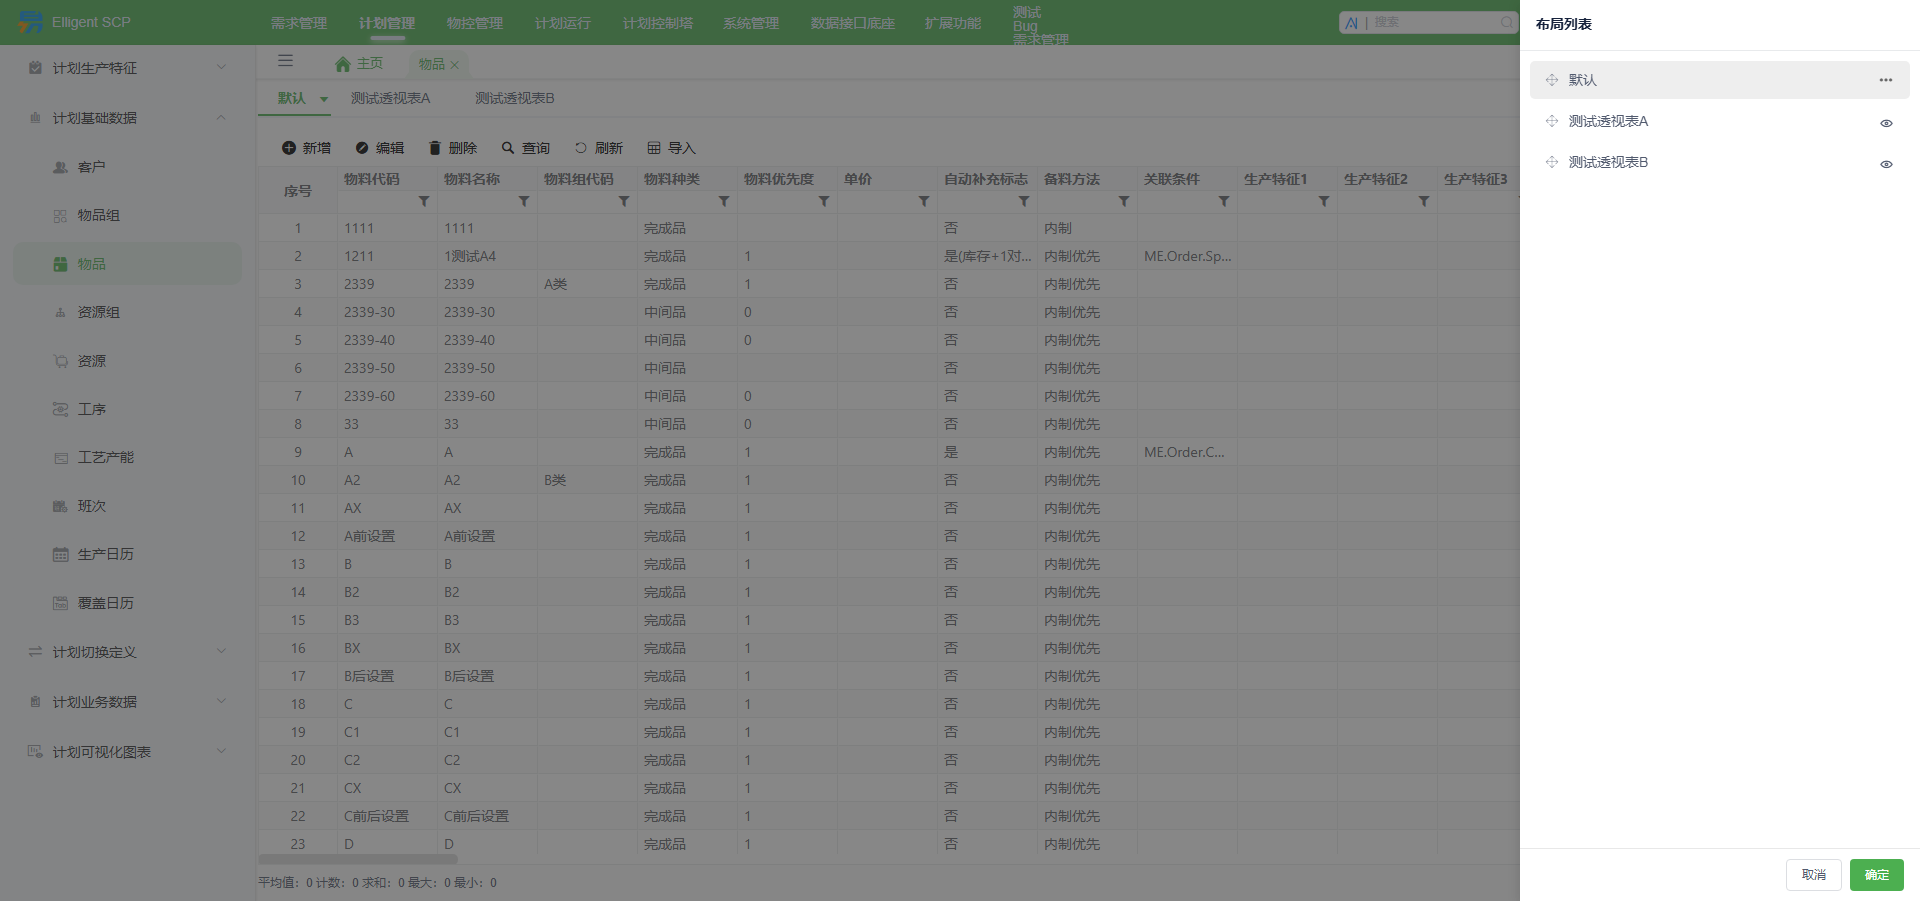 Elligent SCP
需求管理 计划管理 物控管理 计划运行 计划控制塔 系统管理 数据接口底座 扩展功能
测试
Bug
需求管理
AI | 搜索
计划生产特征
计划基础数据
客户
物品组
物品
资源组
资源
工序
工艺产能
班次
生产日历
覆盖日历
计划切换定义
计划业务数据
计划可视化图表
主页 物品
默认 测试透视表A 测试透视表B
新增 编辑 删除 查询 刷新 导入
序号 物料代码 物料名称 物料组代码 物料种类 物料优先度 单价 自动补充标志 备料方法 关联条件 生产特征1 生产特征2 生产特征3
1 1111 1111 完成品 否 内制
2 1211 1测试A4 完成品 1 是(库存+1对... 内制优先 ME.Order.Sp...
3 2339 2339 A类 完成品 1 否 内制优先
4 2339-30 2339-30 中间品 0 否 内制优先
5 2339-40 2339-40 中间品 0 否 内制优先
6 2339-50 2339-50 中间品 否 内制优先
7 2339-60 2339-60 中间品 0 否 内制优先
8 33 33 中间品 0 否 内制优先
9 A A 完成品 1 是 内制优先 ME.Order.C...
10 A2 A2 B类 完成品 1 否 内制优先
11 AX AX 完成品 1 否 内制优先
12 A前设置 A前设置 完成品 1 否 内制优先
13 B B 完成品 1 否 内制优先
14 B2 B2 完成品 1 否 内制优先
15 B3 B3 完成品 1 否 内制优先
16 BX BX 完成品 1 否 内制优先
17 B后设置 B后设置 完成品 1 否 内制优先
18 C C 完成品 1 否 内制优先
19 C1 C1 完成品 1 否 内制优先
20 C2 C2 完成品 1 否 内制优先
21 CX CX 完成品 1 否 内制优先
22 C前后设置 C前后设置 完成品 1 否 内制优先
23 D D 完成品 1 否 内制优先
平均值: 0 计数: 0 求和: 0 最大: 0 最小: 0
布局列表
默认
测试透视表A
测试透视表B
取消 确定